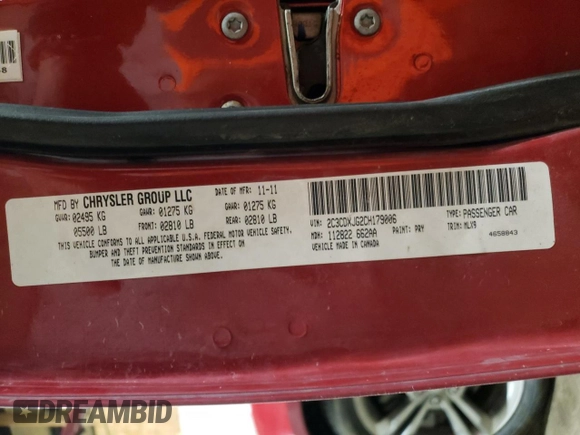 -8
MFD BY CHRYSLER GROUP LLC DATE OF MFR: 11-11
GVWR: 02495 KG GAWR: 01275 KG GAWR: 01275 KG
05500 LB FRONT: 02810 LB REAR: 02810 LB
THIS VEHICLE CONFORMS TO ALL APPLICABLE U.S.A. FEDERAL MOTOR VEHICLE SAFETY,
BUMPER AND THEFT PREVENTION STANDARDS IN EFFECT ON
THE DATE OF MANUFACTURE SHOWN ABOVE.
VIN: 2C3CDXJG2CH179006 TYPE: PASSENGER CAR
MDH: 112822 662AA PAINT: PRY TRIM: MLX9
VEHICLE MADE IN CANADA 4658843
DREAMBID